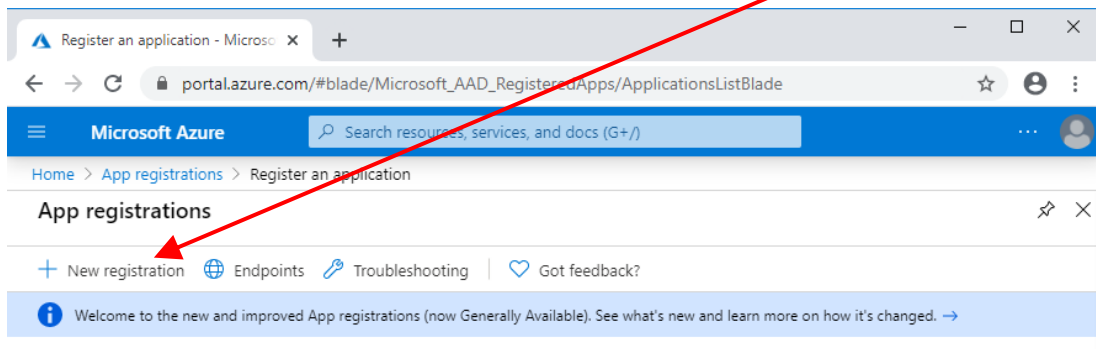 Register an application - Microso
portal.azure.com/#blade/Microsoft_AAD_RegisteredApps/ApplicationsListBlade
Microsoft Azure Search resources, services, and docs (G+/)
Home > App registrations > Register an application
App registrations
New registration Endpoints Troubleshooting Got feedback?
Welcome to the new and improved App registrations (now Generally Available). See what's new and learn more on how it's changed. →